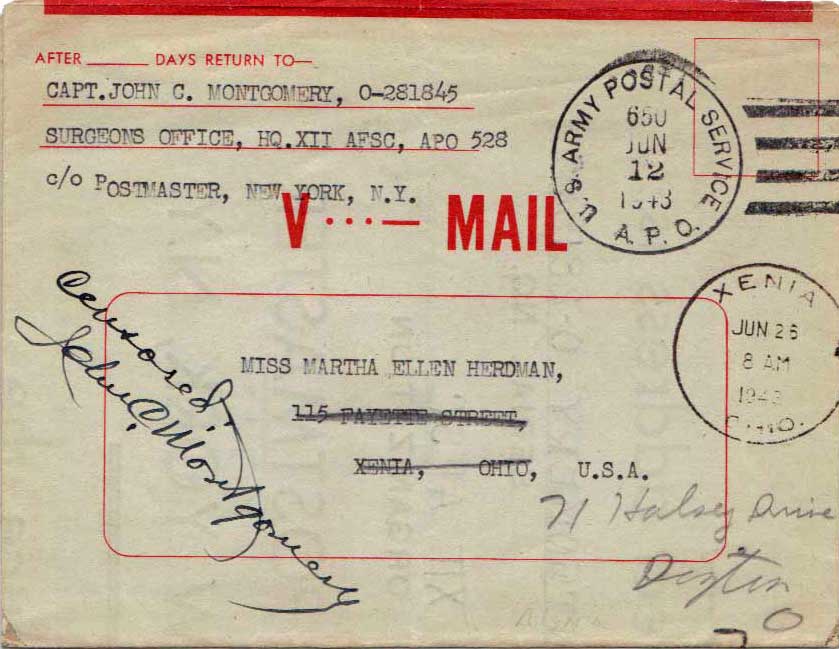 AFTER ______ DAYS RETURN TO—
CAPT. JOHN C. MONTGOMERY, O-281845
SURGEONS OFFICE, HQ.XII AFSC, APO 528
c/o POSTMASTER, NEW YORK, N.Y.
U.S. ARMY POSTAL SERVICE
650
JUN
12
1943
A.P.O.
V ···— MAIL
XENIA
JUN 26
8 AM
1943
OHIO.
Censored.
John C. Montgomery
MISS MARTHA ELLEN HERDMAN,
115 FAYETTE STREET,
XENIA, OHIO, U.S.A.
71 Halsey Drive
Dayton
O